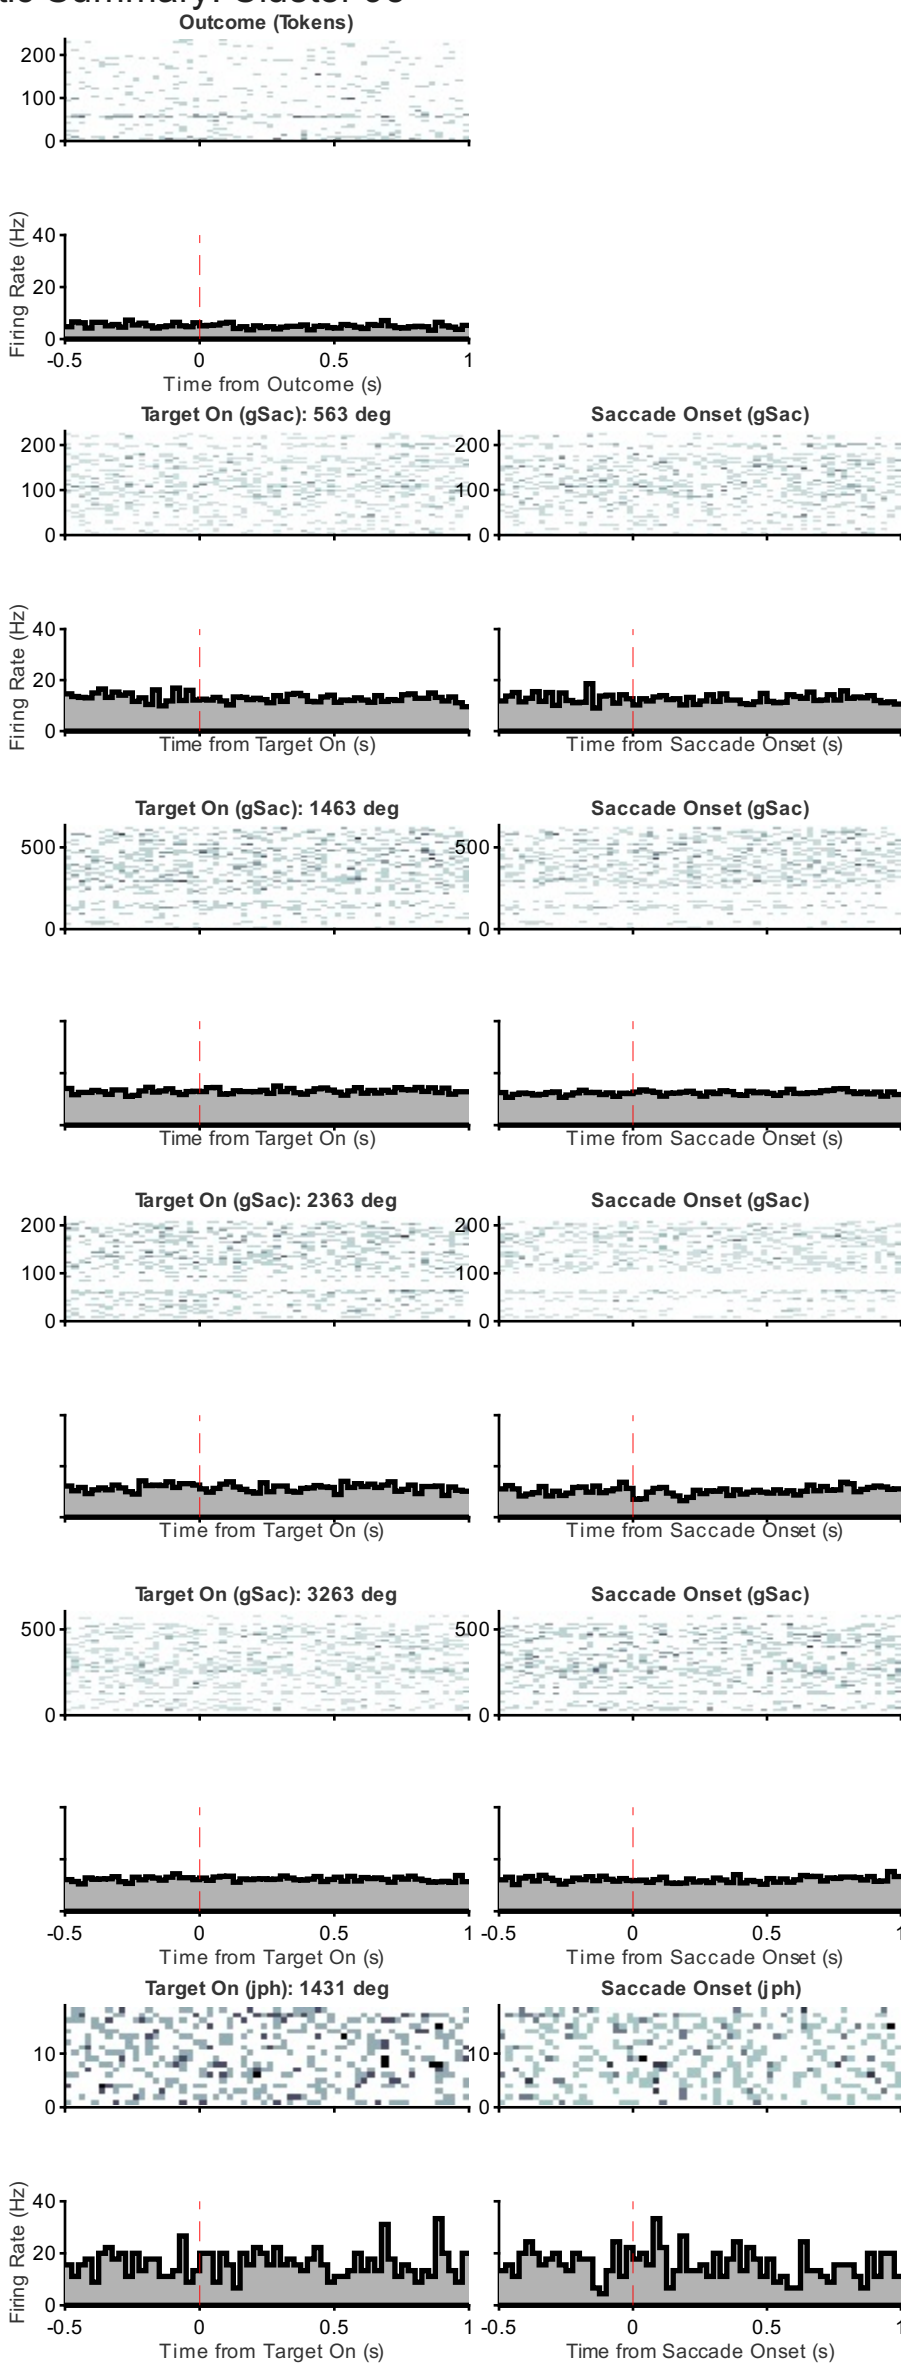 Summary: Cluster
Outcome (Tokens)
200
100
0
Firing Rate (Hz)
40
20
0
-0.5 0 0.5 1
Time from Outcome (s)
Target On (gSac): 563 deg Saccade Onset (gSac)
200 200
100 100
0 0
Firing Rate (Hz)
40
20
0
Time from Target On (s) Time from Saccade Onset (s)
Target On (gSac): 1463 deg Saccade Onset (gSac)
500 500
0 0
Time from Target On (s) Time from Saccade Onset (s)
Target On (gSac): 2363 deg Saccade Onset (gSac)
200 200
100 100
0 0
Time from Target On (s) Time from Saccade Onset (s)
Target On (gSac): 3263 deg Saccade Onset (gSac)
500 500
0 0
-0.5 0 0.5 1 -0.5 0 0.5 1
Time from Target On (s) Time from Saccade Onset (s)
Target On (jph): 1431 deg Saccade Onset (jph)
10 10
0 0
Firing Rate (Hz)
40
20
0
-0.5 0 0.5 1 -0.5 0 0.5 1
Time from Target On (s) Time from Saccade Onset (s)